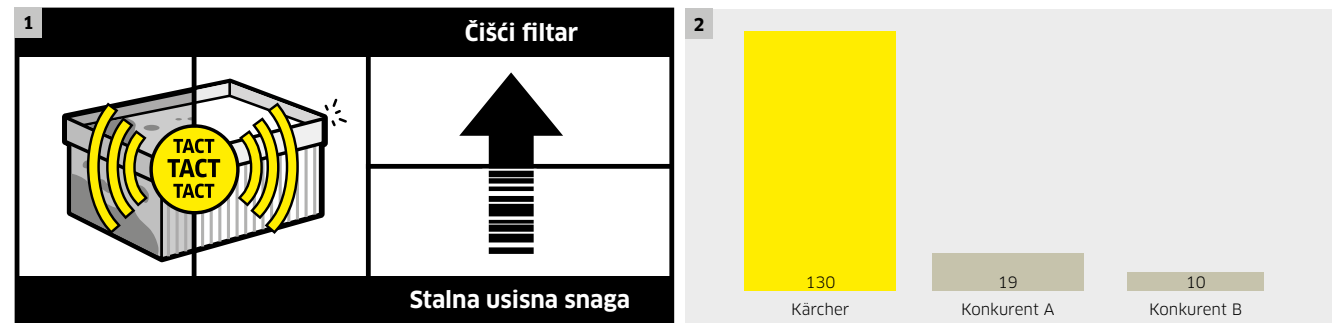 1
Čišći filtar
TACT
TACT
TACT
Stalna usisna snaga
2
130
19
10
Kärcher
Konkurent A
Konkurent B